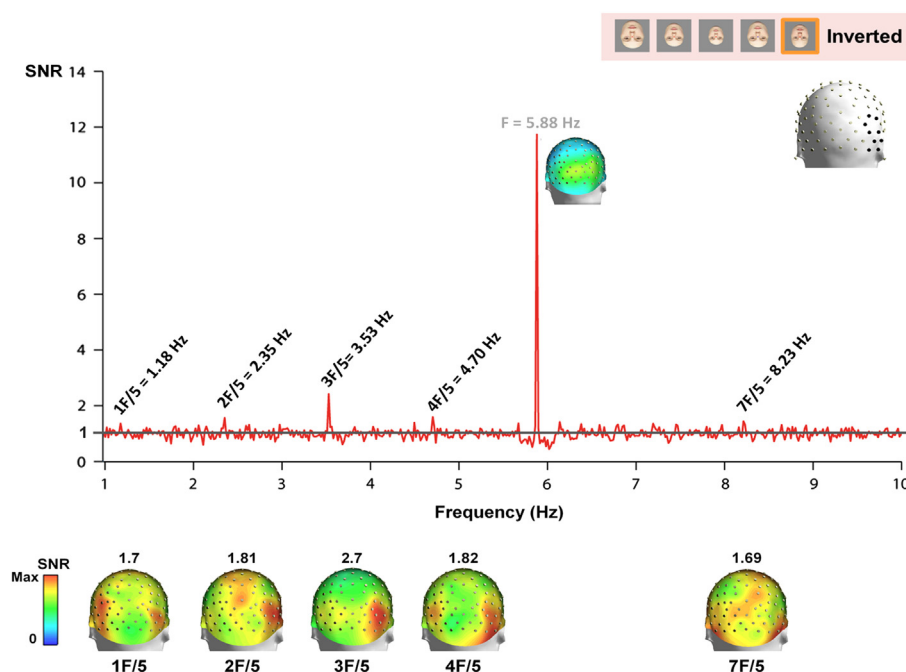 Inverted
SNR
14
12
10
8
6
4
2
1
0
F = 5.88 Hz
1F/5 = 1.18 Hz
2F/5 = 2.35 Hz
3F/5= 3.53 Hz
4F/5 = 4.70 Hz
7F/5 = 8.23 Hz
1 2 3 4 5 6 7 8 9 10
Frequency (Hz)
SNR
Max
0
1.7 1.81 2.7 1.82 1.69
1F/5 2F/5 3F/5 4F/5 7F/5